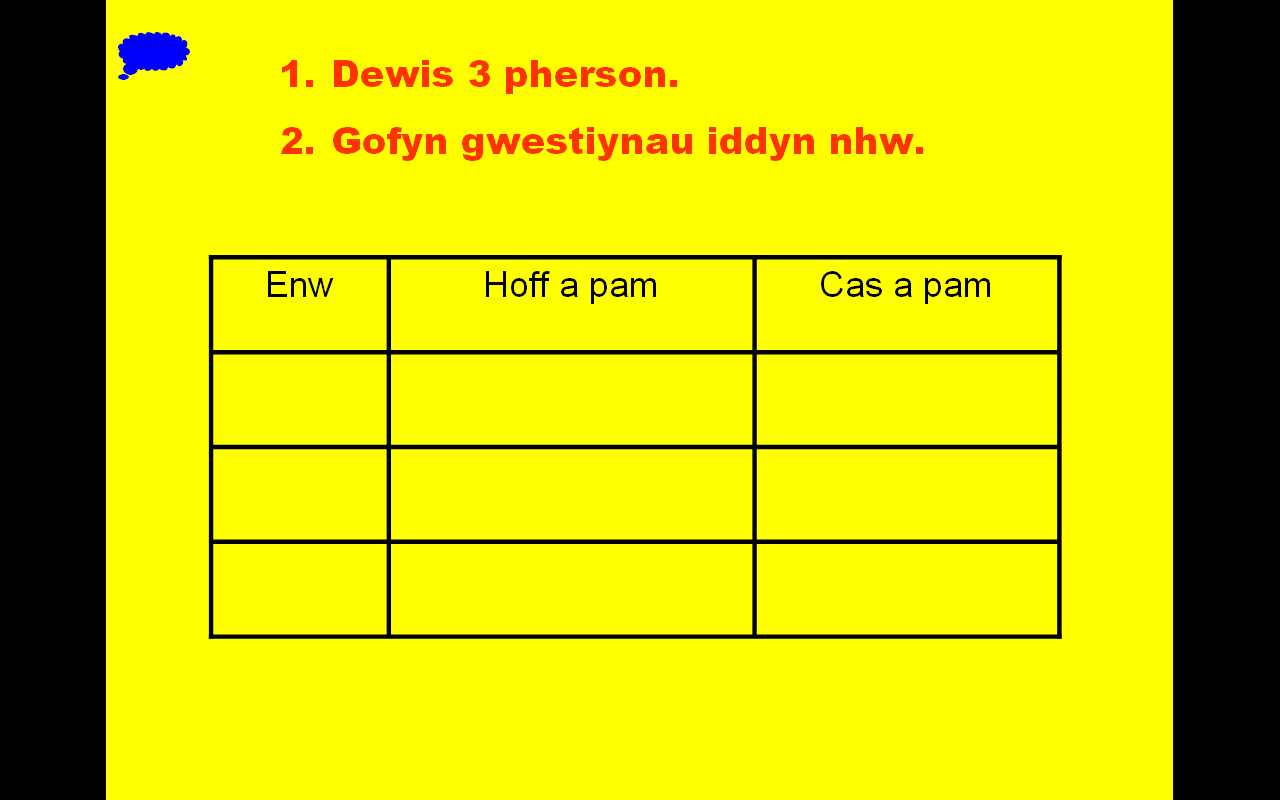 1. Dewis 3 pherson.
2. Gofyn gwestiynau iddyn nhw.
Enw Hoff a pam Cas a pam